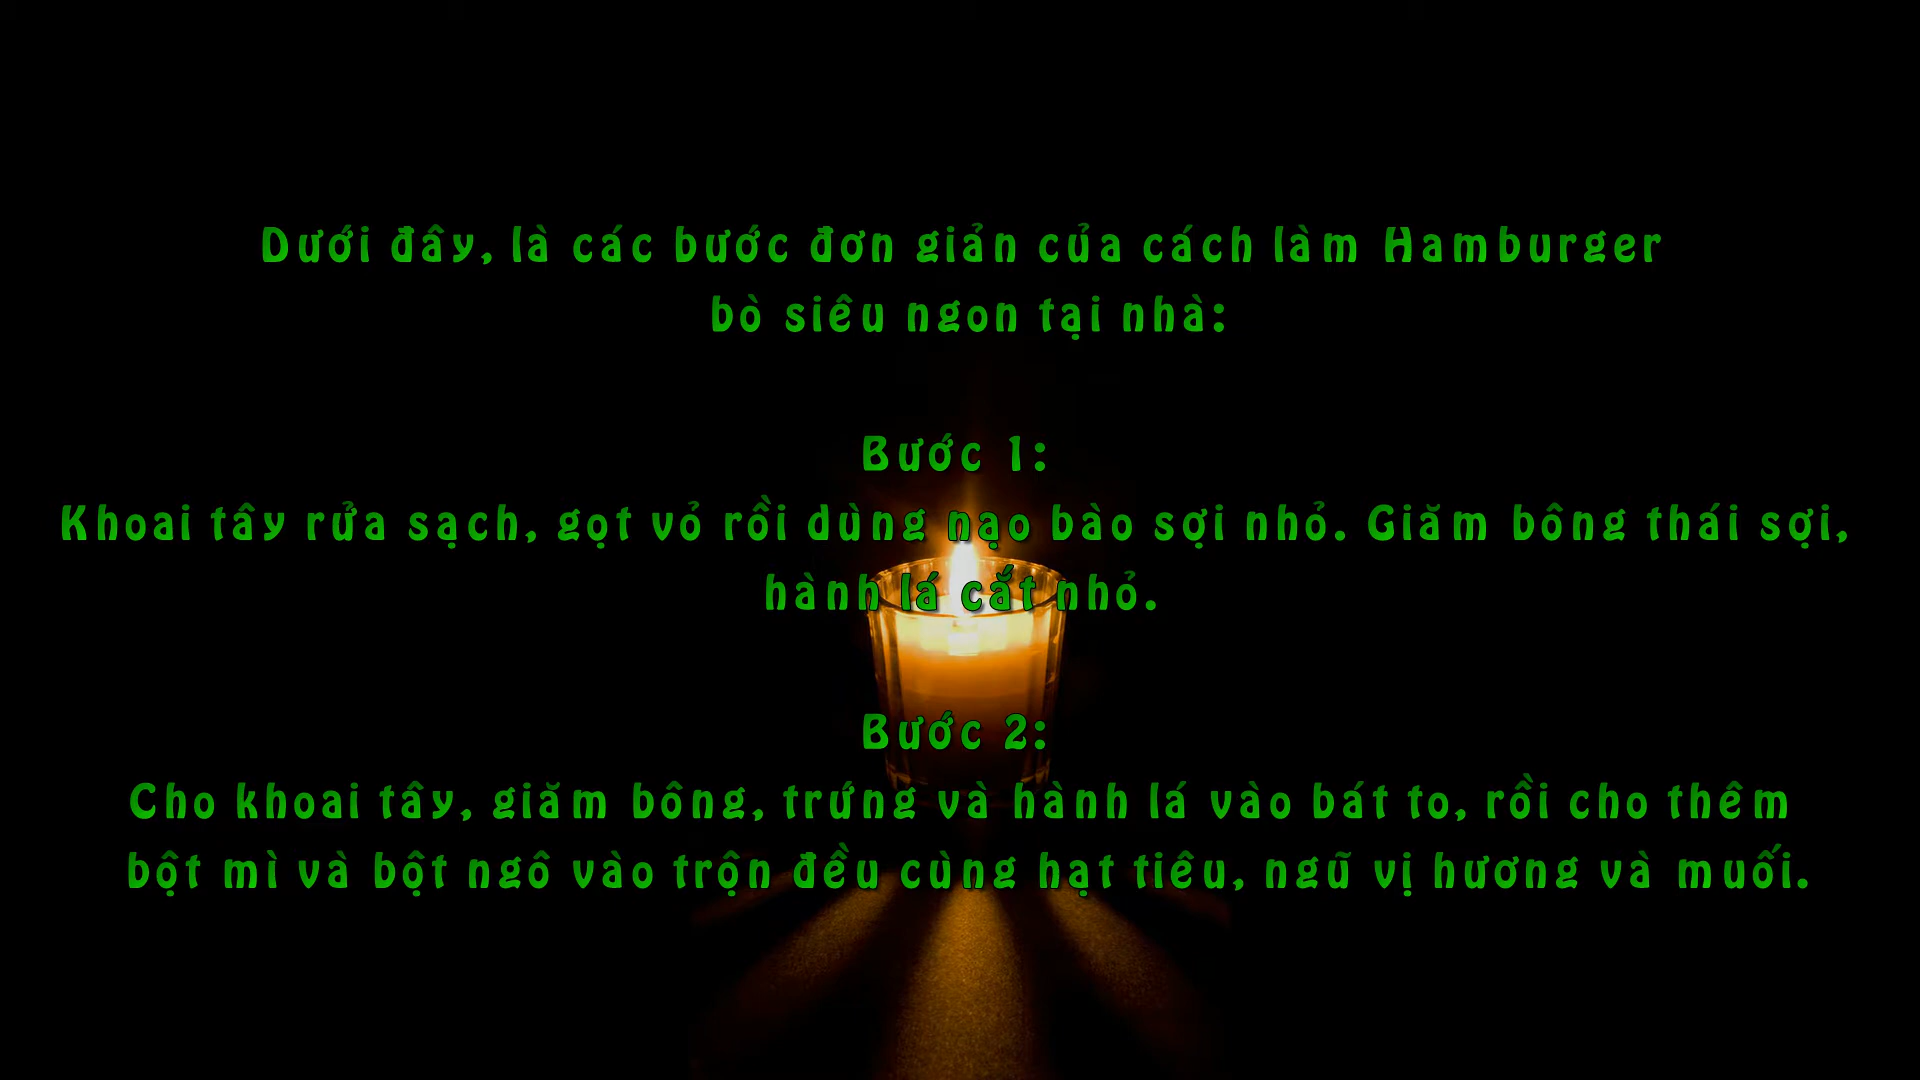 Dưới đây, là các bước đơn giản của cách làm Hamburger
bò siêu ngon tại nhà:
Bước 1:
Khoai tây rửa sạch, gọt vỏ rồi dùng nạo bào sợi nhỏ. Giăm bông thái sợi,
hành lá cắt nhỏ.
Bước 2:
Cho khoai tây, giăm bông, trứng và hành lá vào bát to, rồi cho thêm
bột mì và bột ngô vào trộn đều cùng hạt tiêu, ngũ vị hương và muối.